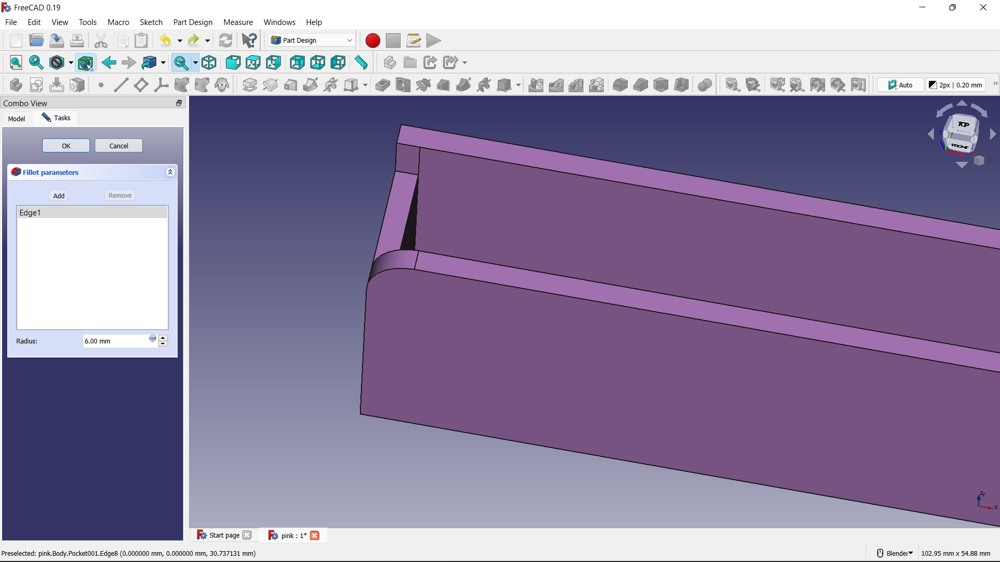 FreeCAD 0.19
File Edit View Tools Macro Sketch Part Design Measure Windows Help
Part Design
Auto
2px | 0.20 mm
Combo View
Model
Tasks
OK
Cancel
Fillet parameters
Add
Remove
Edge1
Radius:
6.00 mm
TOP
FRONT
Z
Z
Y
X
Start page
pink : 1*
Preselected: pink.Body.Pocket001.Edge8 (0.000000 mm, 0.000000 mm, 30.737131 mm)
Blender
102.95 mm x 54.88 mm